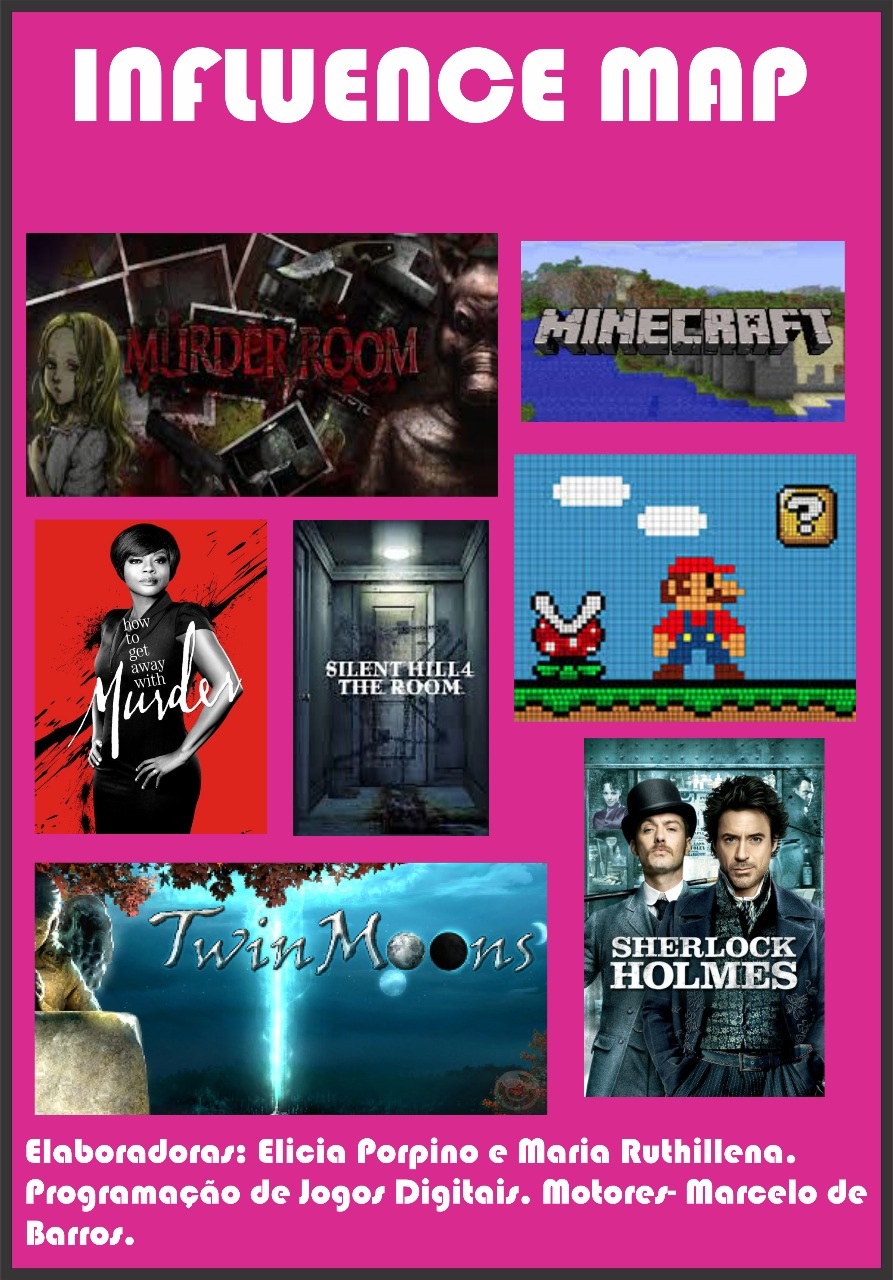 INFLUENCE MAP
MURDER ROOM
MINECRAFT
?
how
to
get
away
with
Murder
SILENT HILL 4
THE ROOM
SHERLOCK
HOLMES
TwinMoons
Elaboradoras: Elicia Porpino e Maria Ruthillena.
Programação de Jogos Digitais. Motores- Marcelo de
Barros.